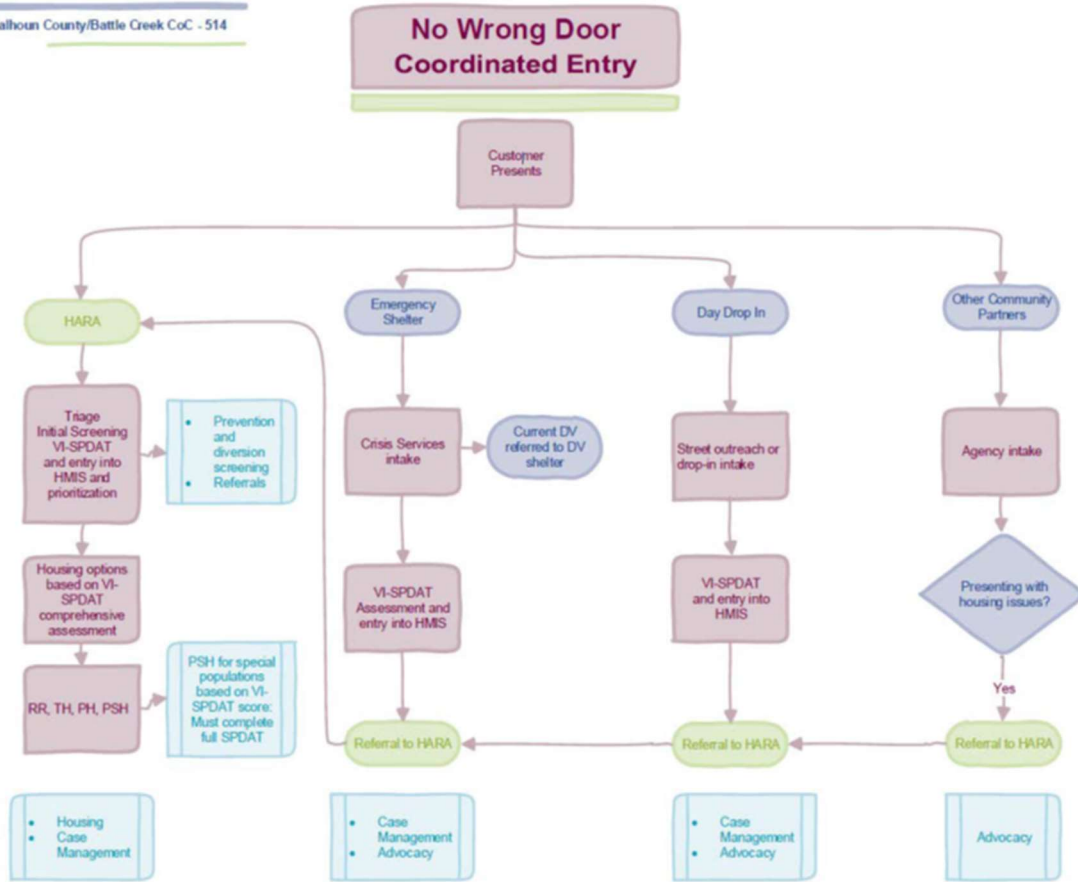 alhoun County/Battle Creek CoC - 514
No Wrong Door
Coordinated Entry
Customer
Presents
HARA
Emergency
Shelter
Day Drop In
Other Community
Partners
Triage
Initial Screening
VI-SPDAT
and entry into
HMIS and
prioritization
• Prevention
and
diversion
screening
• Referrals
Crisis Services
intake
Current DV
referred to DV
shelter
Street outreach or
drop-in intake
Agency intake
Housing options
based on VI-
SPDAT
comprehensive
assessment
VI-SPDAT
Assessment and
entry into HMIS
VI-SPDAT
and entry into
HMIS
Presenting with
housing issues?
Yes
RR, TH, PH, PSH
PSH for special
populations
based on VI-
SPDAT score:
Must complete
full SPDAT
Referral to HARA
Referral to HARA
Referral to HARA
• Housing
• Case
Management
• Case
Management
• Advocacy
• Case
Management
• Advocacy
Advocacy